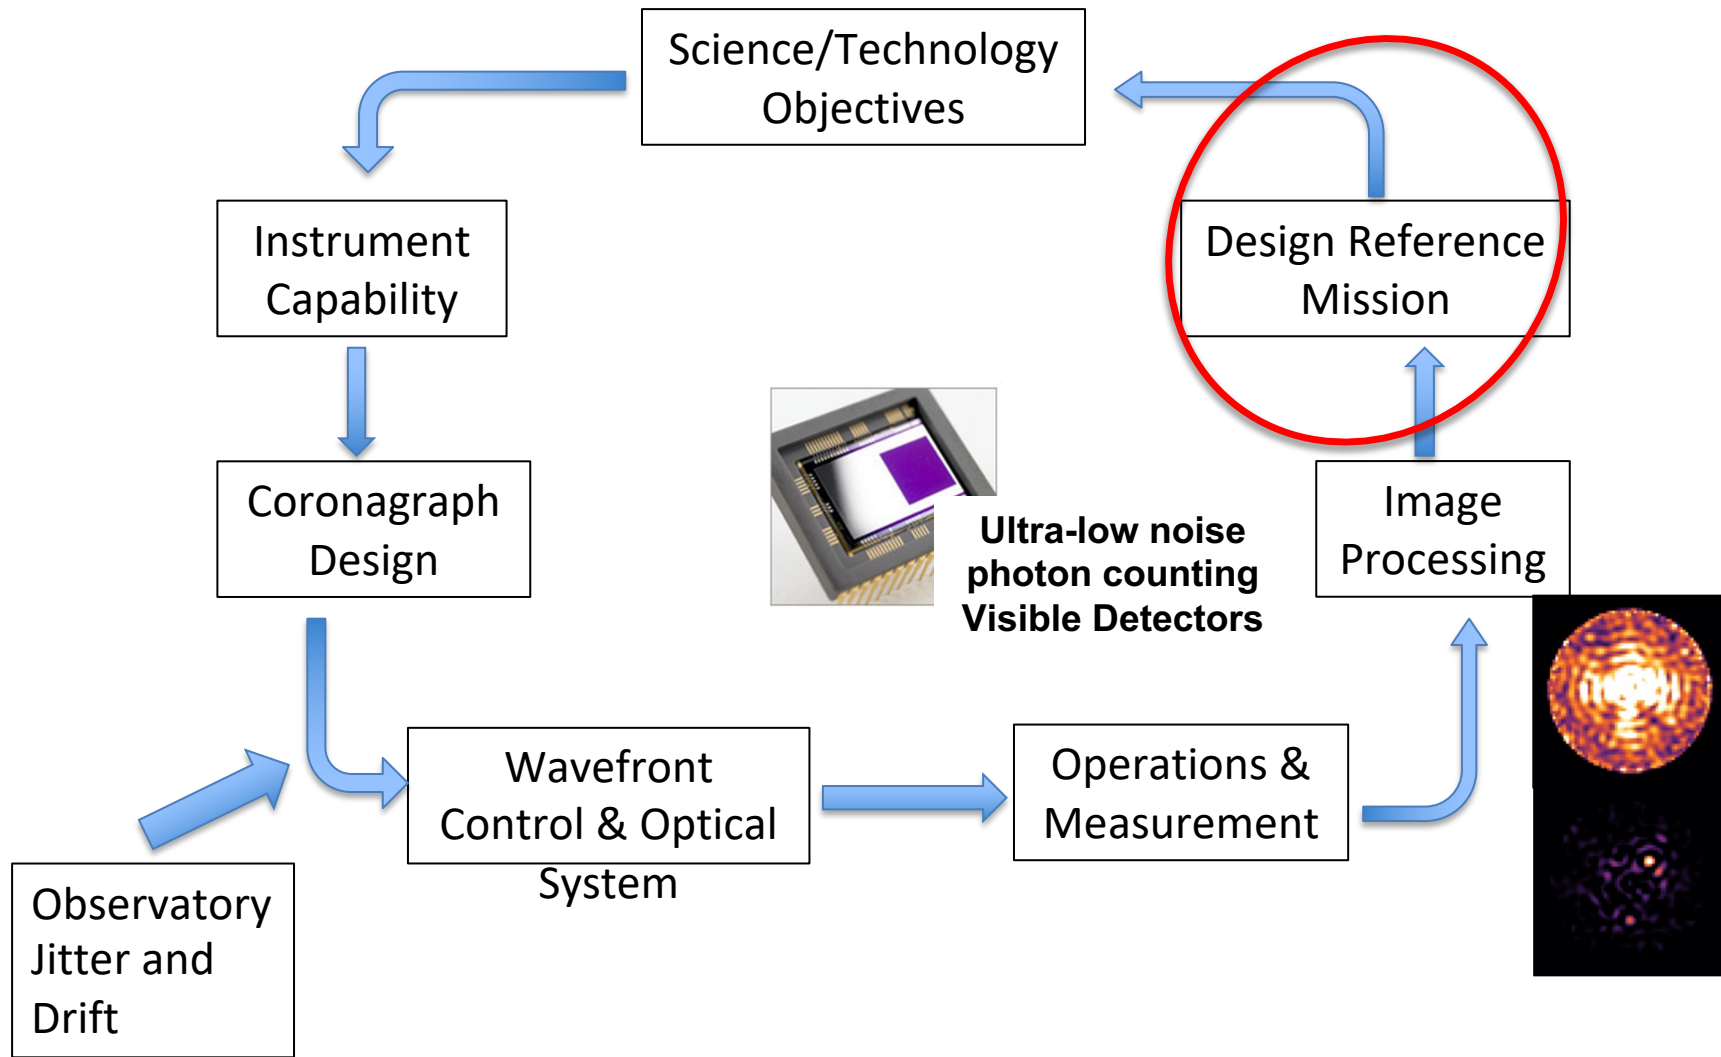 Science/Technology
Objectives
Instrument
Capability
Design Reference
Mission
Coronagraph
Design
Ultra-low noise
photon counting
Visible Detectors
Image
Processing
Wavefront
Control & Optical
System
Operations &
Measurement
Observatory
Jitter and
Drift